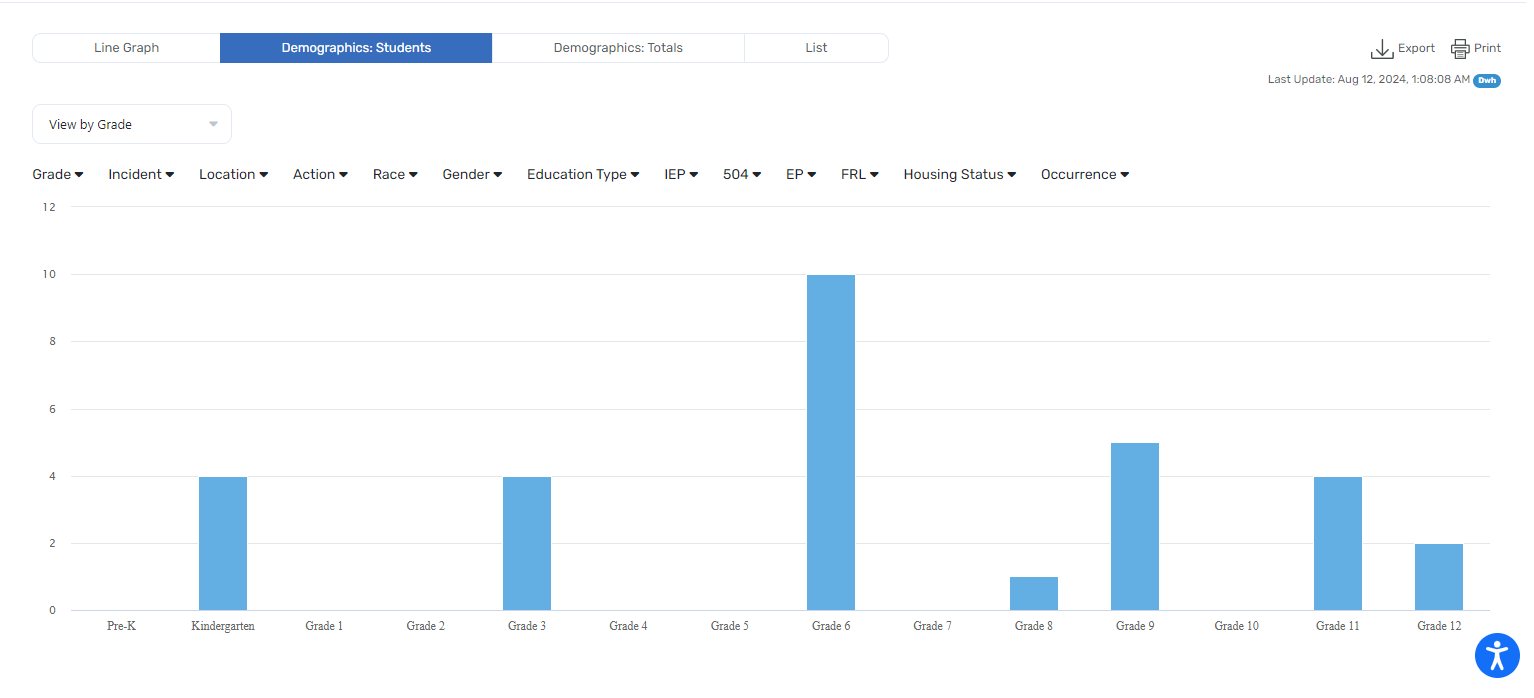 Line Graph Demographics: Students Demographics: Totals List
Export Print
Last Update: Aug 12, 2024, 1:08:08 AM Dwh
View by Grade
Grade Incident Location Action Race Gender Education Type IEP 504 EP FRL Housing Status Occurrence
12
10
8
6
4
2
0
Pre-K Kindergarten Grade 1 Grade 2 Grade 3 Grade 4 Grade 5 Grade 6 Grade 7 Grade 8 Grade 9 Grade 10 Grade 11 Grade 12